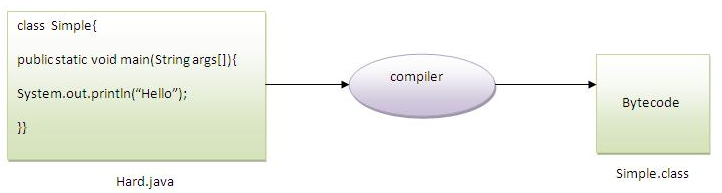 class Simple{
public static void main(String args[]){
System.out.println(“Hello”);
}}
Hard.java
compiler
Bytecode
Simple.class